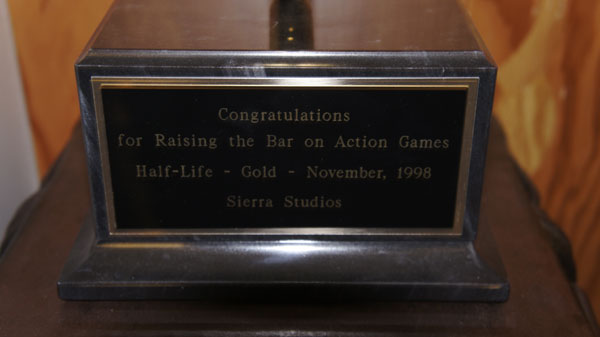 Congratulations
for Raising the Bar on Action Games
Half-Life - Gold - November, 1998
Sierra Studios